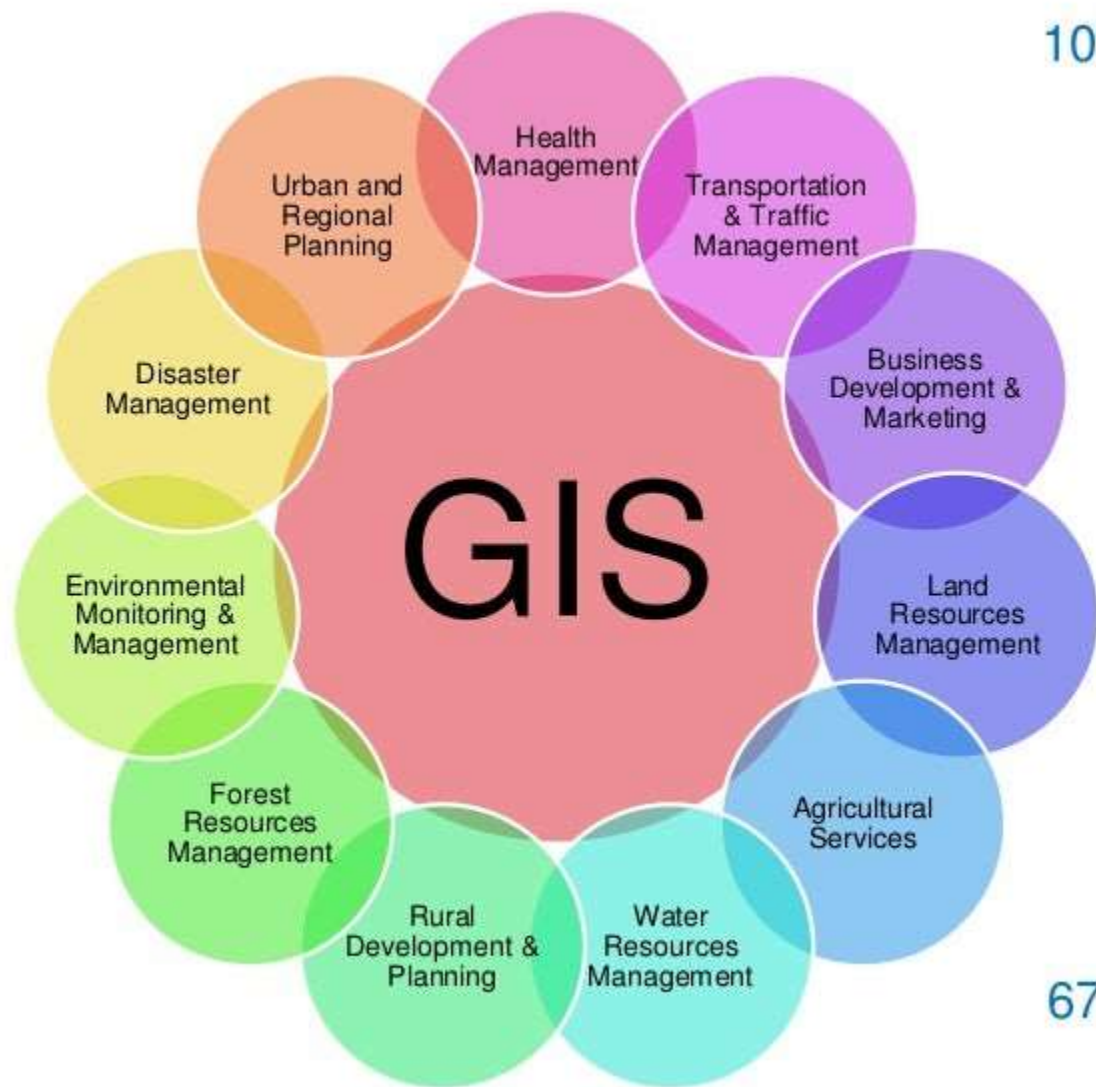 10
Health
Management
Transportation
& Traffic
Management
Business
Development &
Marketing
Land
Resources
Management
Agricultural
Services
Water
Resources
Management
Rural
Development &
Planning
Forest
Resources
Management
Environmental
Monitoring &
Management
Disaster
Management
Urban and
Regional
Planning
GIS
67